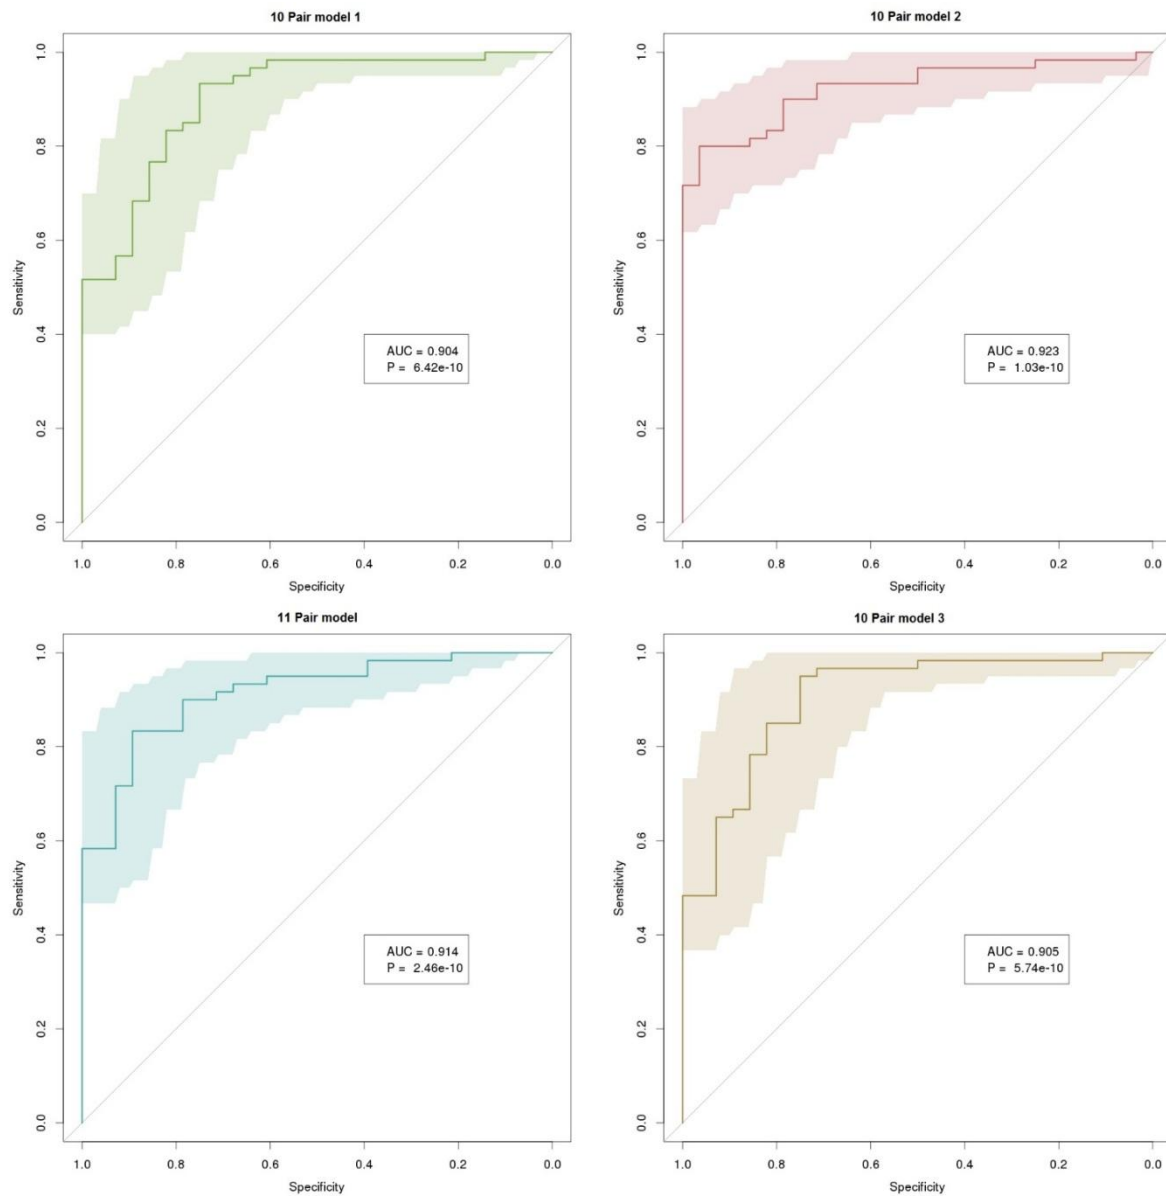 10 Pair model 1
1.0
0.8
0.6
0.4
0.2
0.0
Sensitivity
AUC = 0.904
P = 6.42e-10
1.0 0.8 0.6 0.4 0.2 0.0
Specificity
10 Pair model 2
1.0
0.8
0.6
0.4
0.2
0.0
Sensitivity
AUC = 0.923
P = 1.03e-10
1.0 0.8 0.6 0.4 0.2 0.0
Specificity
11 Pair model
1.0
0.8
0.6
0.4
0.2
0.0
Sensitivity
AUC = 0.914
P = 2.46e-10
1.0 0.8 0.6 0.4 0.2 0.0
Specificity
10 Pair model 3
1.0
0.8
0.6
0.4
0.2
0.0
Sensitivity
AUC = 0.905
P = 5.74e-10
1.0 0.8 0.6 0.4 0.2 0.0
Specificity